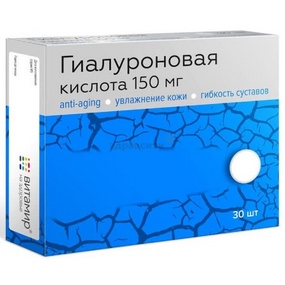 Гиалуроновая
кислота 150 мг
anti-aging • увлажнение кожи • гибкость суставов
30 шт
витамир